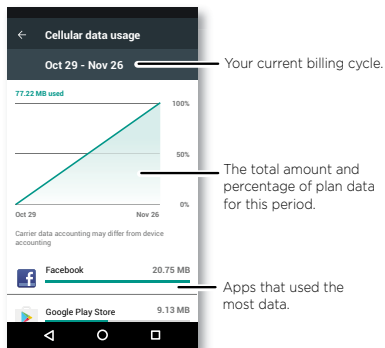 Cellular data usage
Oct 29 - Nov 26
Your current billing cycle.
77.22 MB used
100%
50%
The total amount and
percentage of plan data
for this period.
0%
Oct 29
Nov 26
Carrier data accounting may differ from device
accounting
Facebook
20.75 MB
Apps that used the
most data.
Google Play Store
9.13 MB